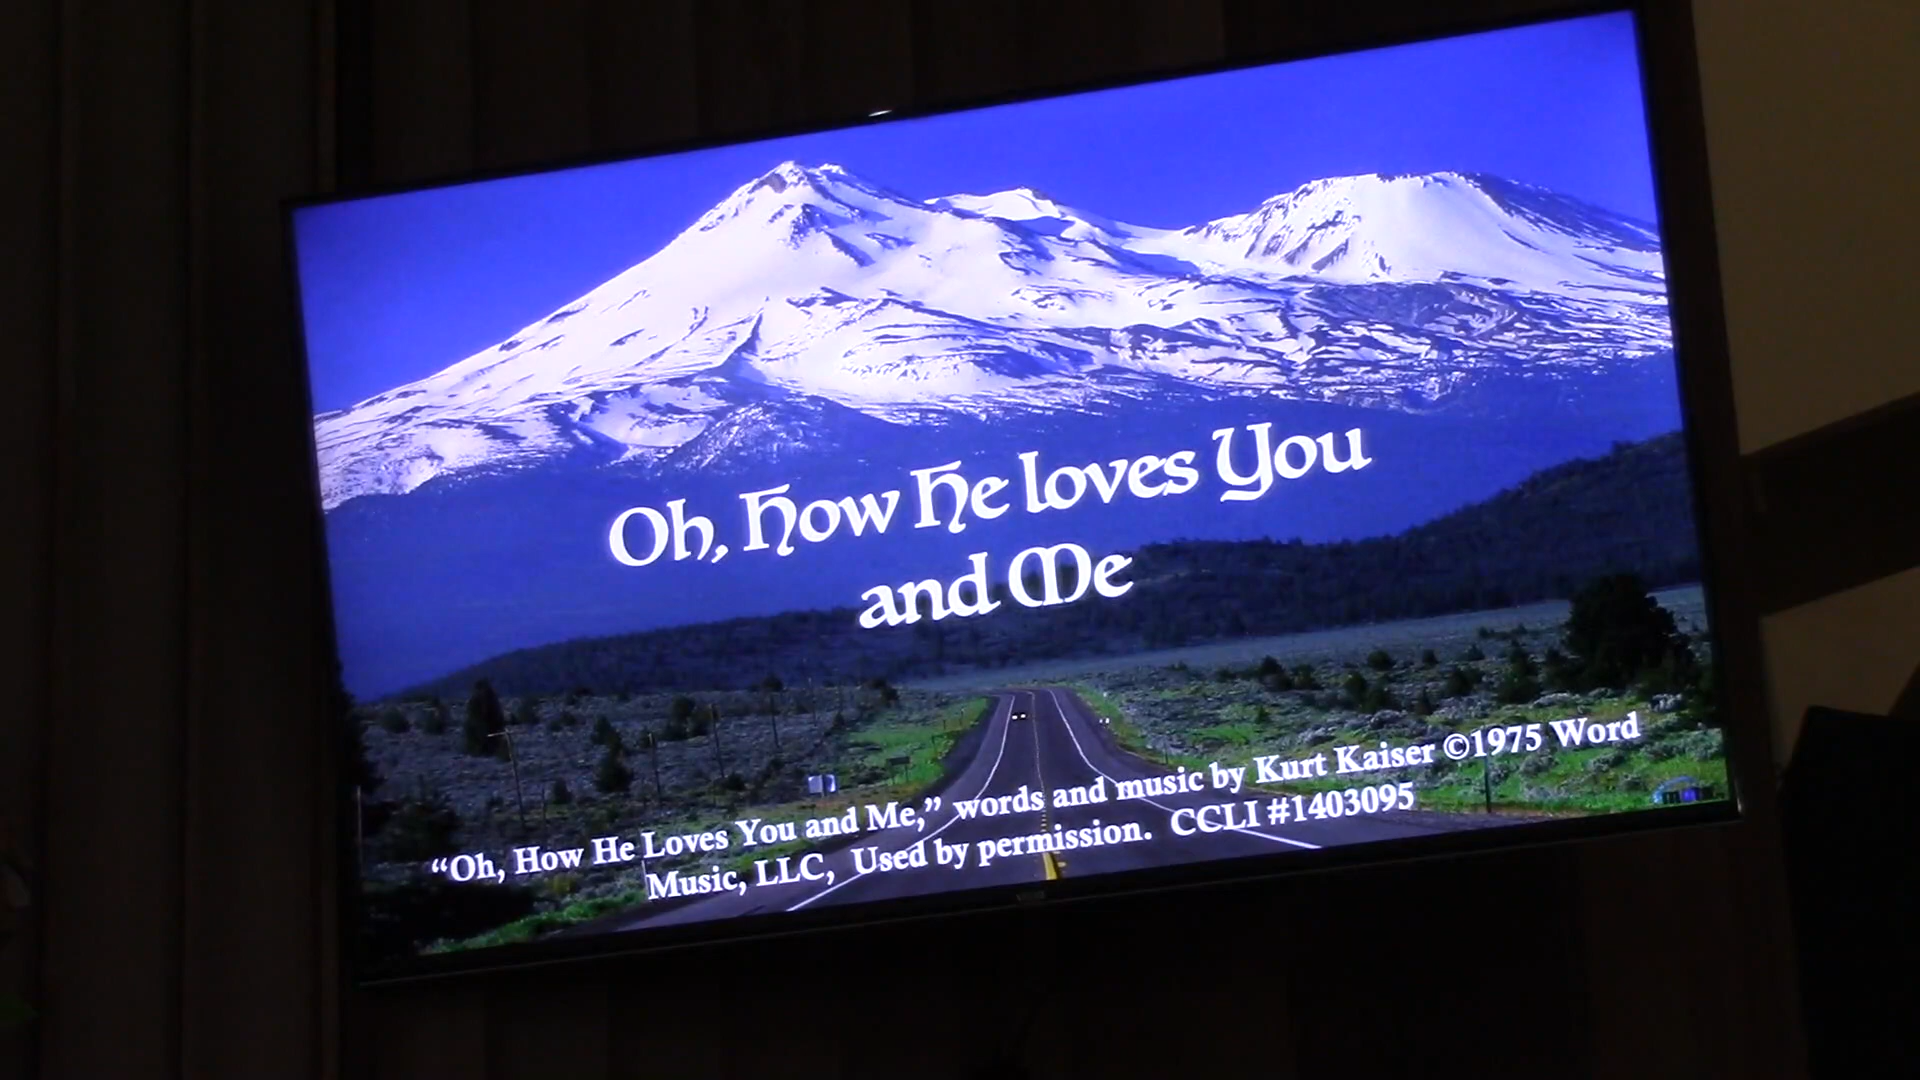 Oh, How He loves You
and Me
“Oh, How He Loves You and Me,” words and music by Kurt Kaiser ©1975 Word
Music, LLC, Used by permission. CCLI #1403095